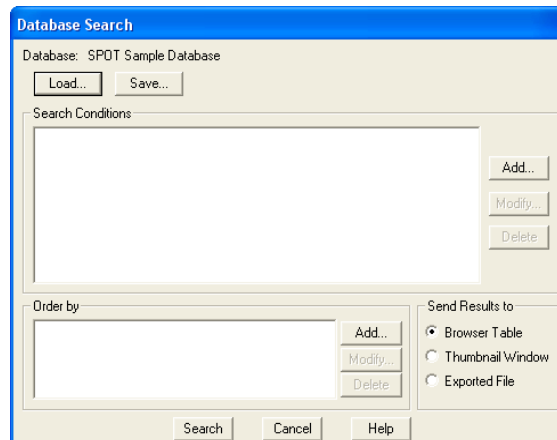 Database Search
Database: SPOT Sample Database
Load... Save...
Search Conditions
Add...
Modify...
Delete
Order by
Add...
Modify...
Delete
Send Results to
Browser Table
Thumbnail Window
Exported File
Search Cancel Help